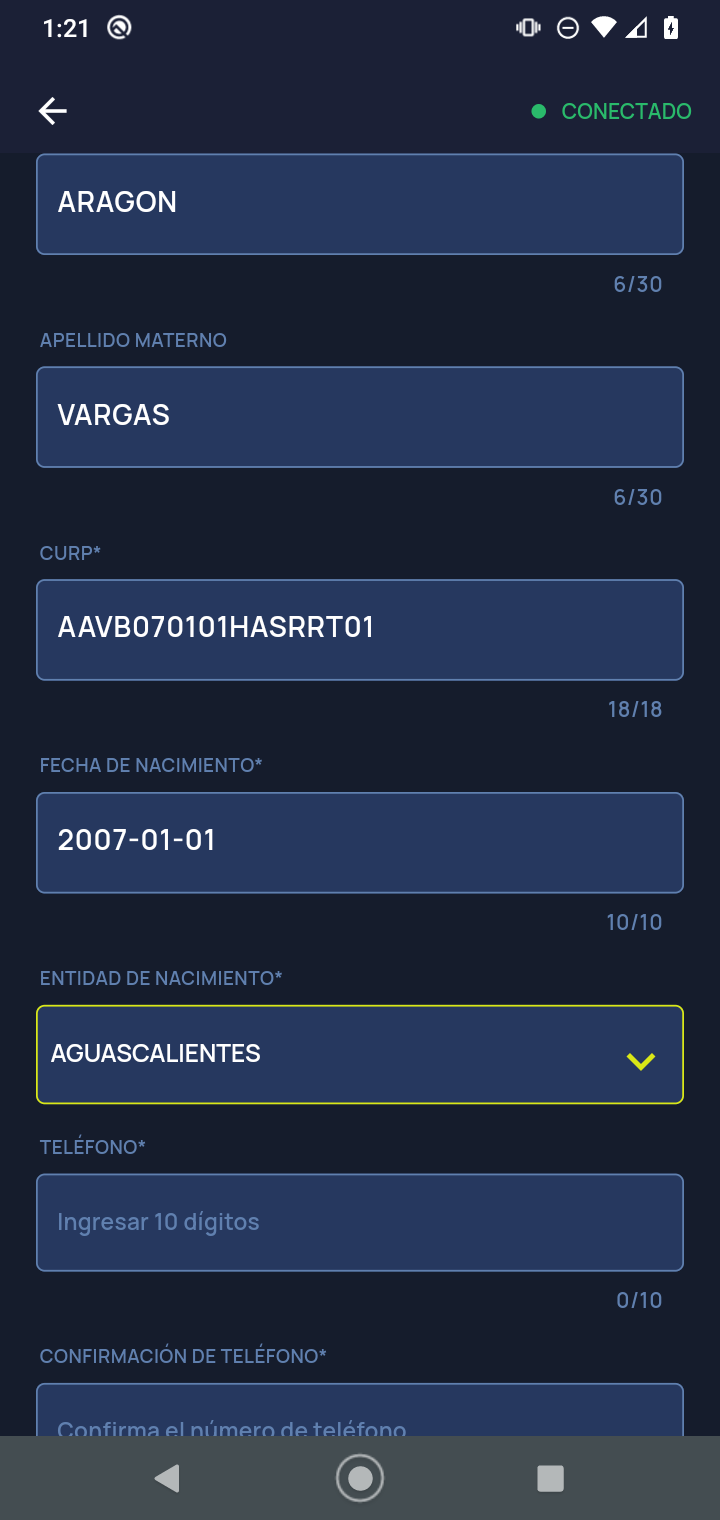 1:21
CONECTADO
ARAGON
6/30
APELLIDO MATERNO
VARGAS
6/30
CURP*
AAVB070101HASRRT01
18/18
FECHA DE NACIMIENTO*
2007-01-01
10/10
ENTIDAD DE NACIMIENTO*
AGUASCALIENTES
TELÉFONO*
Ingresar 10 dígitos
0/10
CONFIRMACIÓN DE TELÉFONO*
Confirma el número de teléfono